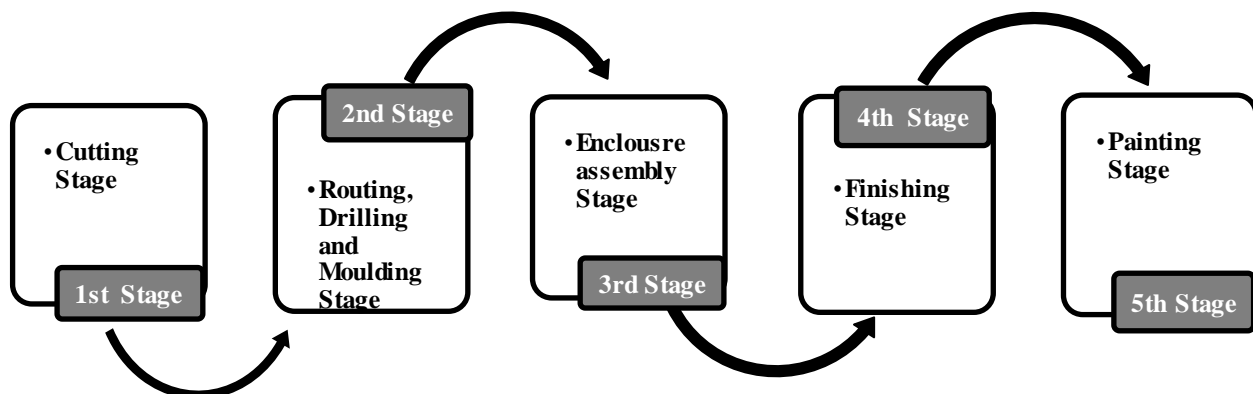 • Cutting
Stage
1st Stage
2nd Stage
• Routing,
Drilling
and
Moulding
Stage
• Enclousre
assembly
Stage
3rd Stage
4th Stage
• Finishing
Stage
• Painting
Stage
5th Stage